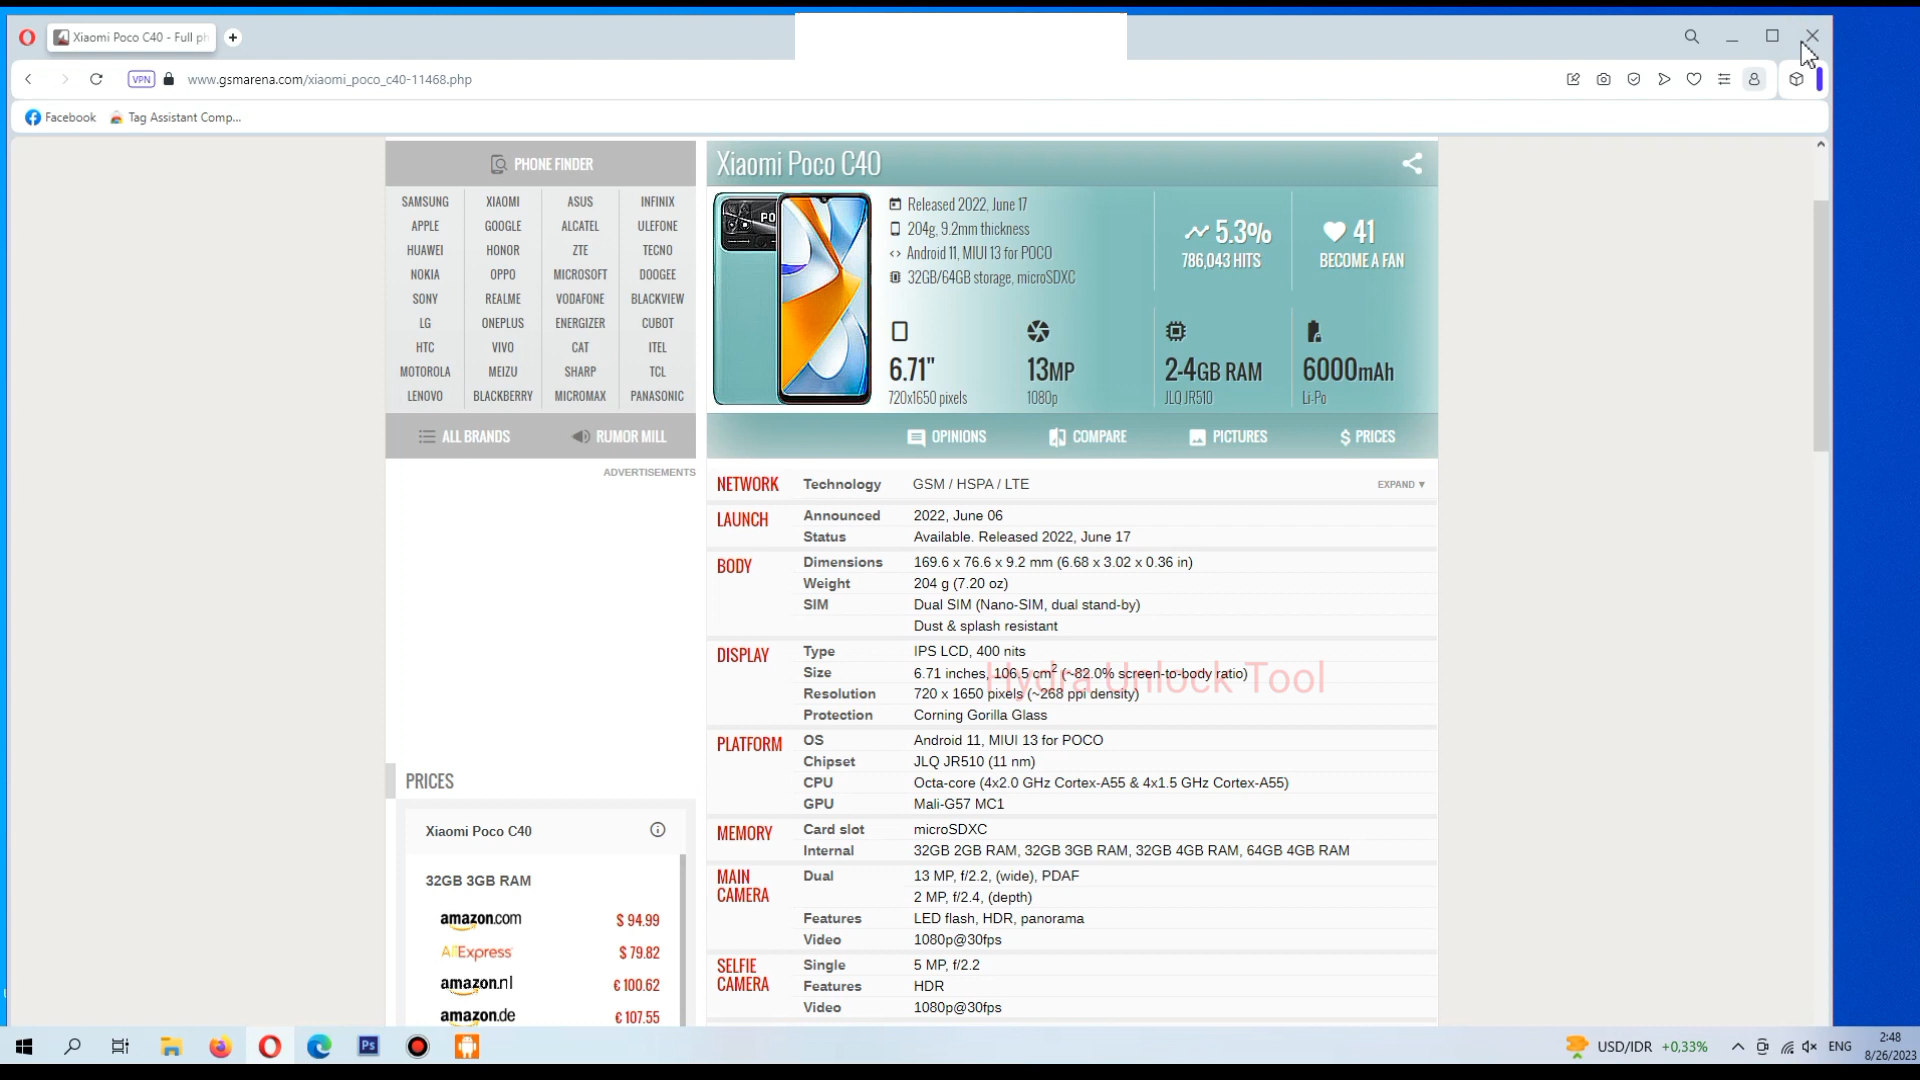 Xiaomi Poco C40 - Full ph
VPN
www.gsmarena.com/xiaomi_poco_c40-11468.php
Facebook
Tag Assistant Comp...
PHONE FINDER
SAMSUNG XIAOMI ASUS INFINIX
APPLE GOOGLE ALCATEL ULEFONE
HUAWEI HONOR ZTE TECNO
NOKIA OPPO MICROSOFT DOOGEE
SONY REALME VODAFONE BLACKVIEW
LG ONEPLUS ENERGIZER CUBOT
HTC VIVO CAT ITEL
MOTOROLA MEIZU SHARP TCL
LENOVO BLACKBERRY MICROMAX PANASONIC
ALL BRANDS RUMOR MILL
ADVERTISEMENTS
PRICES
Xiaomi Poco C40
32GB 3GB RAM
amazon.com $ 94.99
AliExpress $ 79.82
amazon.nl € 100.62
amazon.de € 107.55
Xiaomi Poco C40
Released 2022, June 17
204g, 9.2mm thickness
Android 11, MIUI 13 for POCO
32GB/64GB storage, microSDXC
5.3%
786,043 HITS
41
BECOME A FAN
6.71"
720x1650 pixels
13MP
1080p
2-4GB RAM
JLQ JR510
6000mAh
Li-Po
OPINIONS COMPARE PICTURES $ PRICES
NETWORK Technology GSM / HSPA / LTE EXPAND ▼
LAUNCH Announced 2022, June 06
Status Available. Released 2022, June 17
BODY Dimensions 169.6 x 76.6 x 9.2 mm (6.68 x 3.02 x 0.36 in)
Weight 204 g (7.20 oz)
SIM Dual SIM (Nano-SIM, dual stand-by)
Dust & splash resistant
DISPLAY Type IPS LCD, 400 nits
Size 6.71 inches, 106.5 cm² (~82.0% screen-to-body ratio)
Hydra Unlock Tool
Resolution 720 x 1650 pixels (~268 ppi density)
Protection Corning Gorilla Glass
PLATFORM OS Android 11, MIUI 13 for POCO
Chipset JLQ JR510 (11 nm)
CPU Octa-core (4x2.0 GHz Cortex-A55 & 4x1.5 GHz Cortex-A55)
GPU Mali-G57 MC1
MEMORY Card slot microSDXC
Internal 32GB 2GB RAM, 32GB 3GB RAM, 32GB 4GB RAM, 64GB 4GB RAM
MAIN CAMERA Dual 13 MP, f/2.2, (wide), PDAF
2 MP, f/2.4, (depth)
Features LED flash, HDR, panorama
Video 1080p@30fps
SELFIE CAMERA Single 5 MP, f/2.2
Features HDR
Video 1080p@30fps
Ps
USD/IDR +0,33%
ENG
2:48
8/26/2023